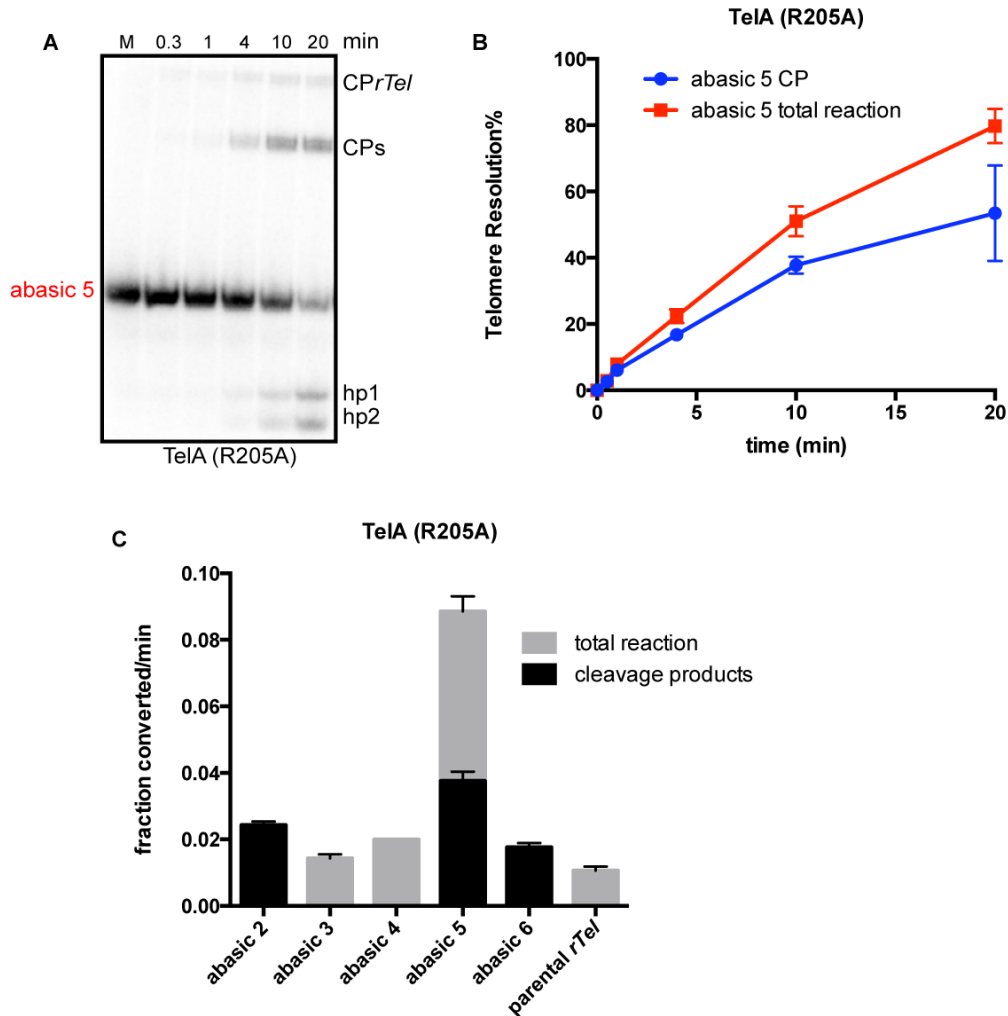 A
M 0.3 1 4 10 20 min
CPrTel
CPs
abasic 5
hp1
hp2
TelA (R205A)
B
TelA (R205A)
abasic 5 CP
abasic 5 total reaction
Telomere Resolution%
100
80
60
40
20
0
0 5 10 15 20
time (min)
C
TelA (R205A)
fraction converted/min
0.10
0.08
0.06
0.04
0.02
0.00
total reaction
cleavage products
abasic 2
abasic 3
abasic 4
abasic 5
abasic 6
parental rTel